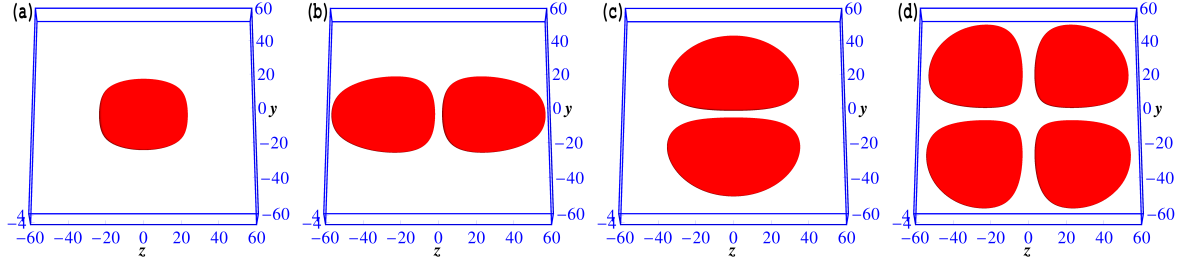 (a) (b) (c) (d)
60 60 60 60
40 40 40 40
20 20 20 20
0 y 0 y 0 y 0 y
−20 −20 −20 −20
−40 −40 −40 −40
−60 −60 −60 −60
−4 −4 −4 −4
−60 −40 −20 0 20 40 60 −60 −40 −20 0 20 40 60 −60 −40 −20 0 20 40 60 −60 −40 −20 0 20 40 60
z z z z